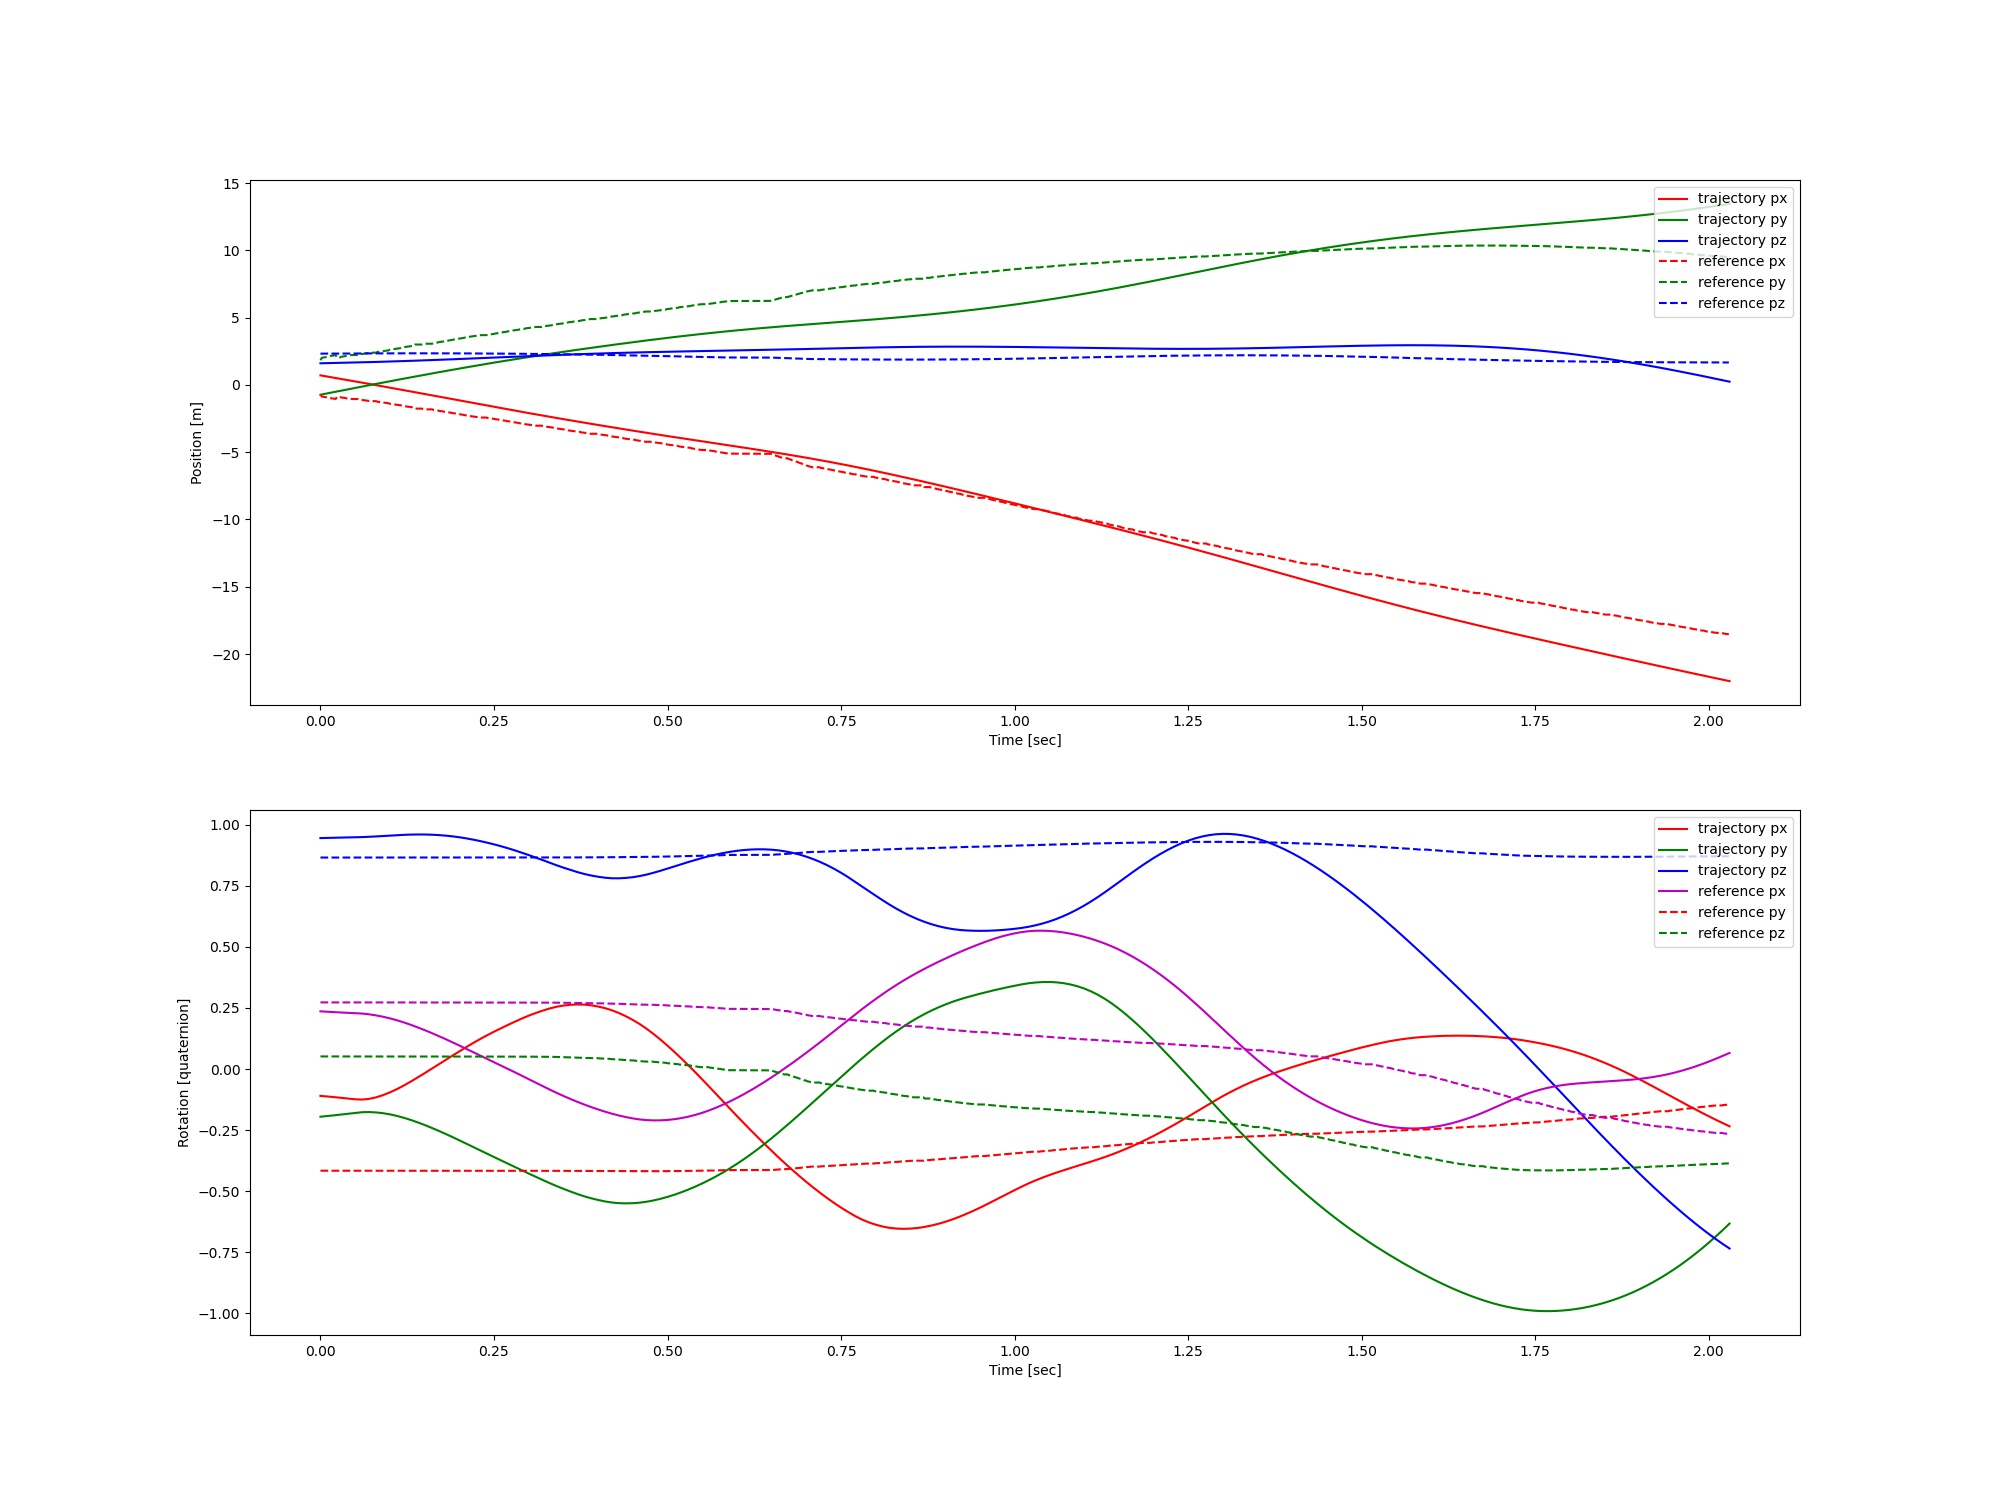 15
10
5
0
−5
−10
−15
−20
Position [m]
0.00 0.25 0.50 0.75 1.00 1.25 1.50 1.75 2.00
Time [sec]
trajectory px
trajectory py
trajectory pz
reference px
reference py
reference pz
1.00
0.75
0.50
0.25
0.00
−0.25
−0.50
−0.75
−1.00
Rotation [quaternion]
0.00 0.25 0.50 0.75 1.00 1.25 1.50 1.75 2.00
Time [sec]
trajectory px
trajectory py
trajectory pz
reference px
reference py
reference pz